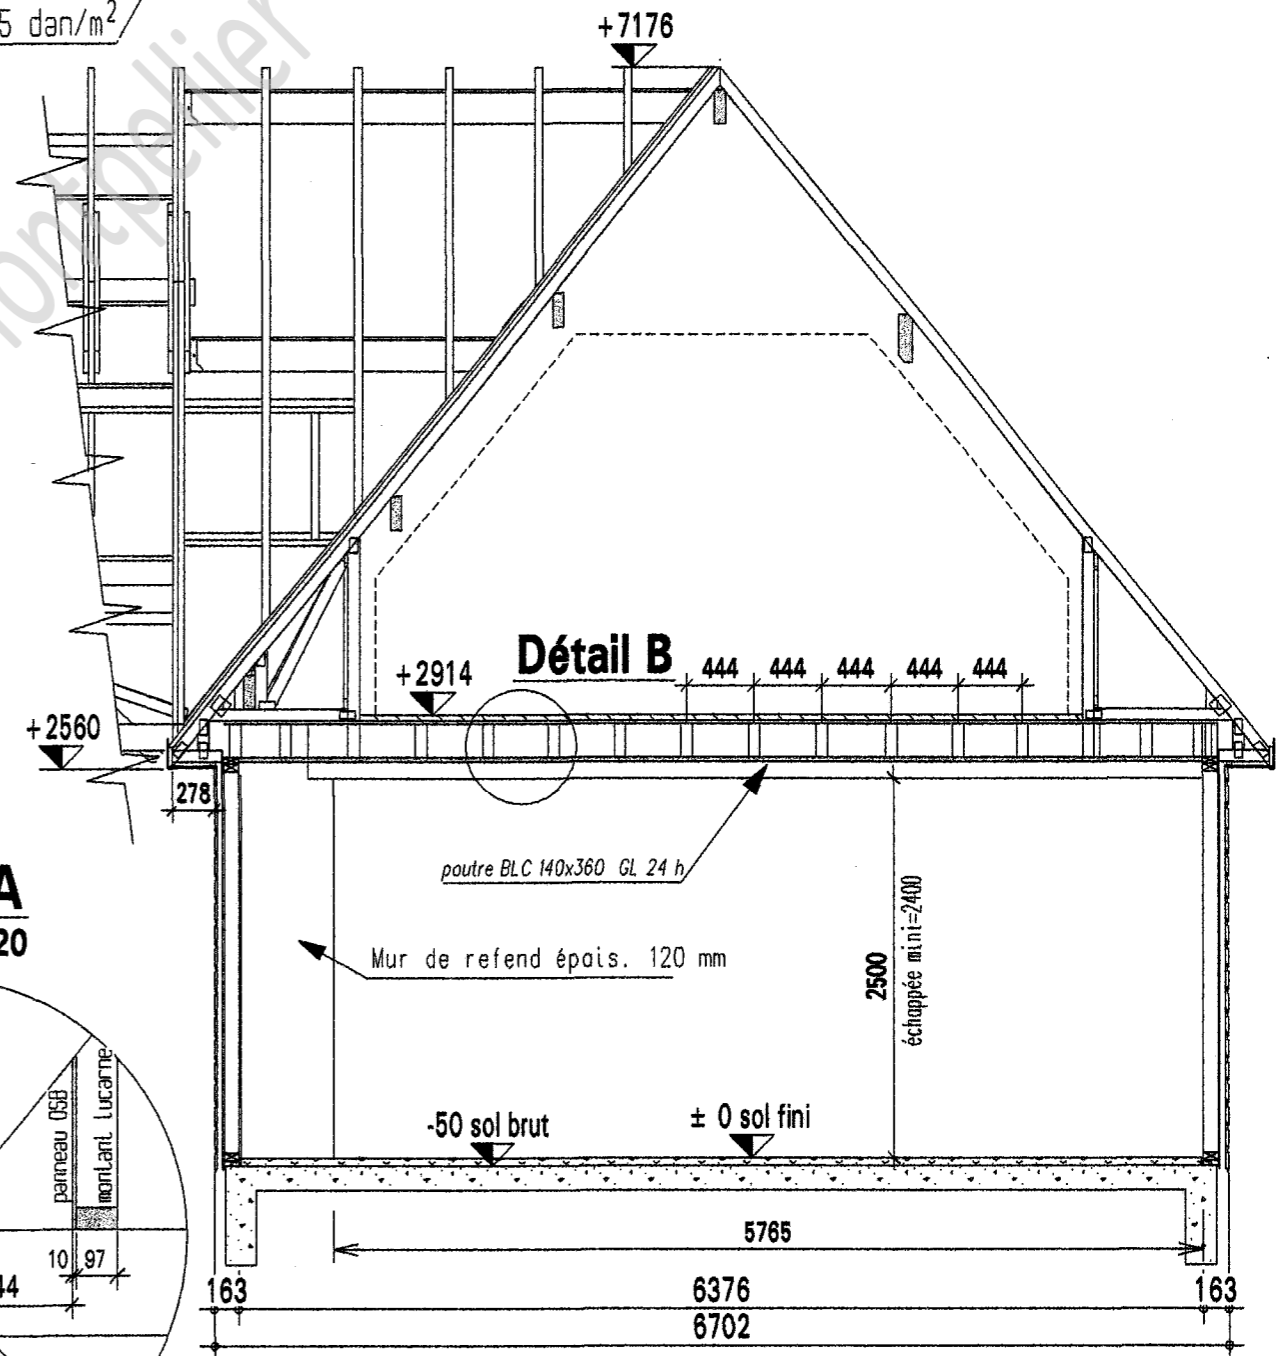 5 dan/m²
ontpellier
+7176
Détail B
444 444 444 444 444
+2914
+2560
278
poutre BLC 140x360 GL 24 h
A
20
Mur de refend épais. 120 mm
2500
échappée mini=2400
panneau OSB
montant lucarne
-50 sol brut
± 0 sol fini
10 97
44
5765
163 6376 163
6702